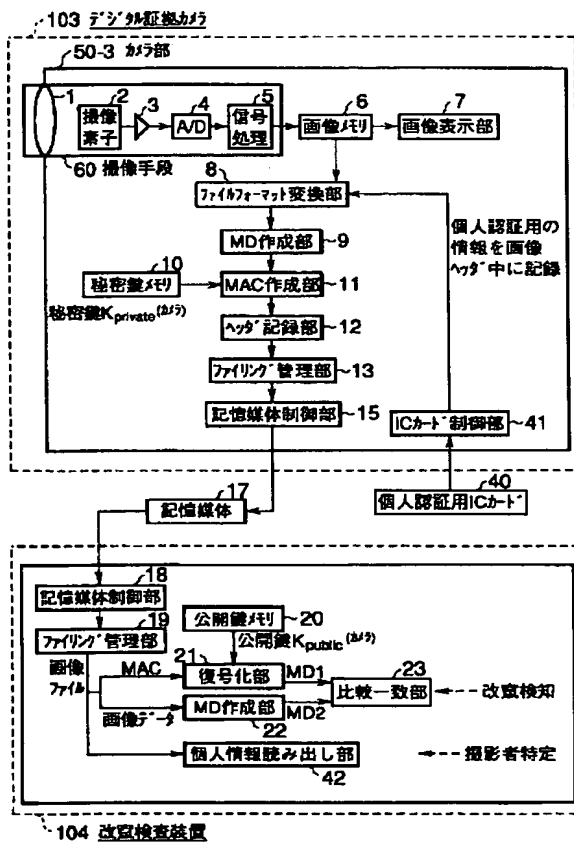 103 デジタル証拠カメラ
50-3 カメラ部
1
2
3
4
5
6
7
撮像
素子
A/D
信号
処理
画像メモリ
画像表示部
60 撮像手段
8
ファイルフォーマット変換部
MD作成部
9
10
秘密鍵メモリ
MAC作成部
11
秘密鍵Kprivate(カメラ)
ヘッダ記録部
12
ファイリング管理部
13
記憶媒体制御部
15
個人認証用の
情報を画像
ヘッダ中に記録
ICカード制御部
41
40
個人認証用ICカード
17
記憶媒体
18
記憶媒体制御部
19
ファイリング管理部
公開鍵メモリ
20
公開鍵Kpublic(カメラ)
画像
ファイル
MAC
21
復号化部
MD1
23
比較一致部
改竄検知
画像データ
MD作成部
MD2
22
個人情報読み出し部
42
撮影者特定
104 改竄検査装置